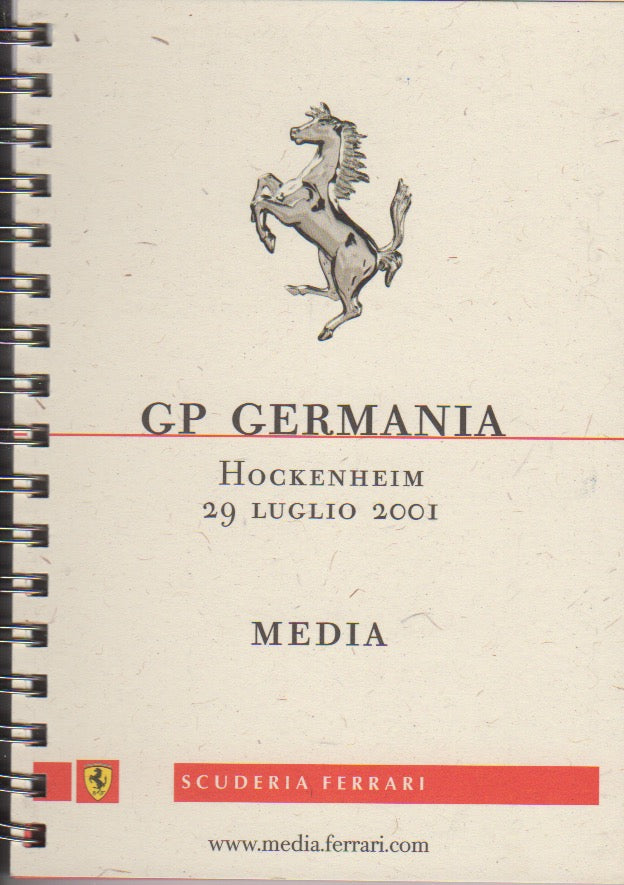 GP GERMANIA
HOCKENHEIM
29 LUGLIO 2001
MEDIA
SCUDERIA FERRARI
www.media.ferrari.com